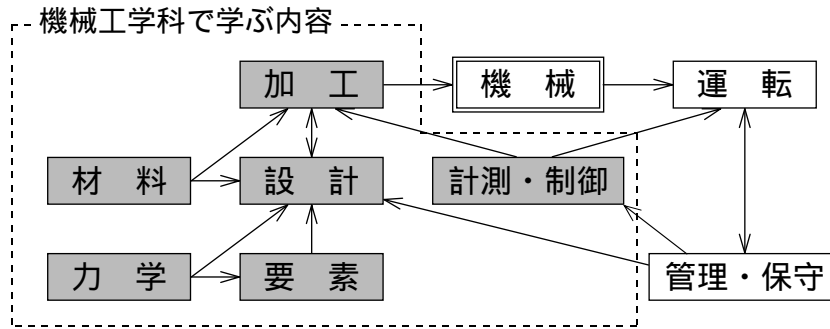 機械工学科で学ぶ内容
加 工
機 械
運 転
材 料
設 計
計測・制御
力 学
要 素
管理・保守